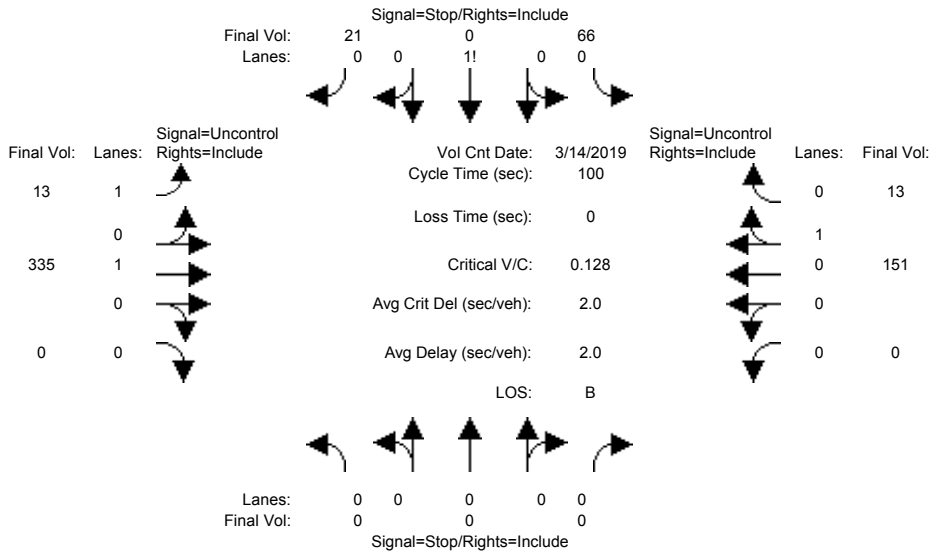 Signal=Stop/Rights=Include
Final Vol: 21 0 66
Lanes: 0 0 1! 0 0
Signal=Uncontrol Signal=Uncontrol
Final Vol: Lanes: Rights=Include Vol Cnt Date: 3/14/2019 Rights=Include Lanes: Final Vol:
Cycle Time (sec): 100
13 1 0 13
Loss Time (sec): 0
0 1
335 1 Critical V/C: 0.128 0 151
0 Avg Crit Del (sec/veh): 2.0 0
0 0 Avg Delay (sec/veh): 2.0 0 0
LOS: B
Lanes: 0 0 0 0 0
Final Vol: 0 0 0
Signal=Stop/Rights=Include